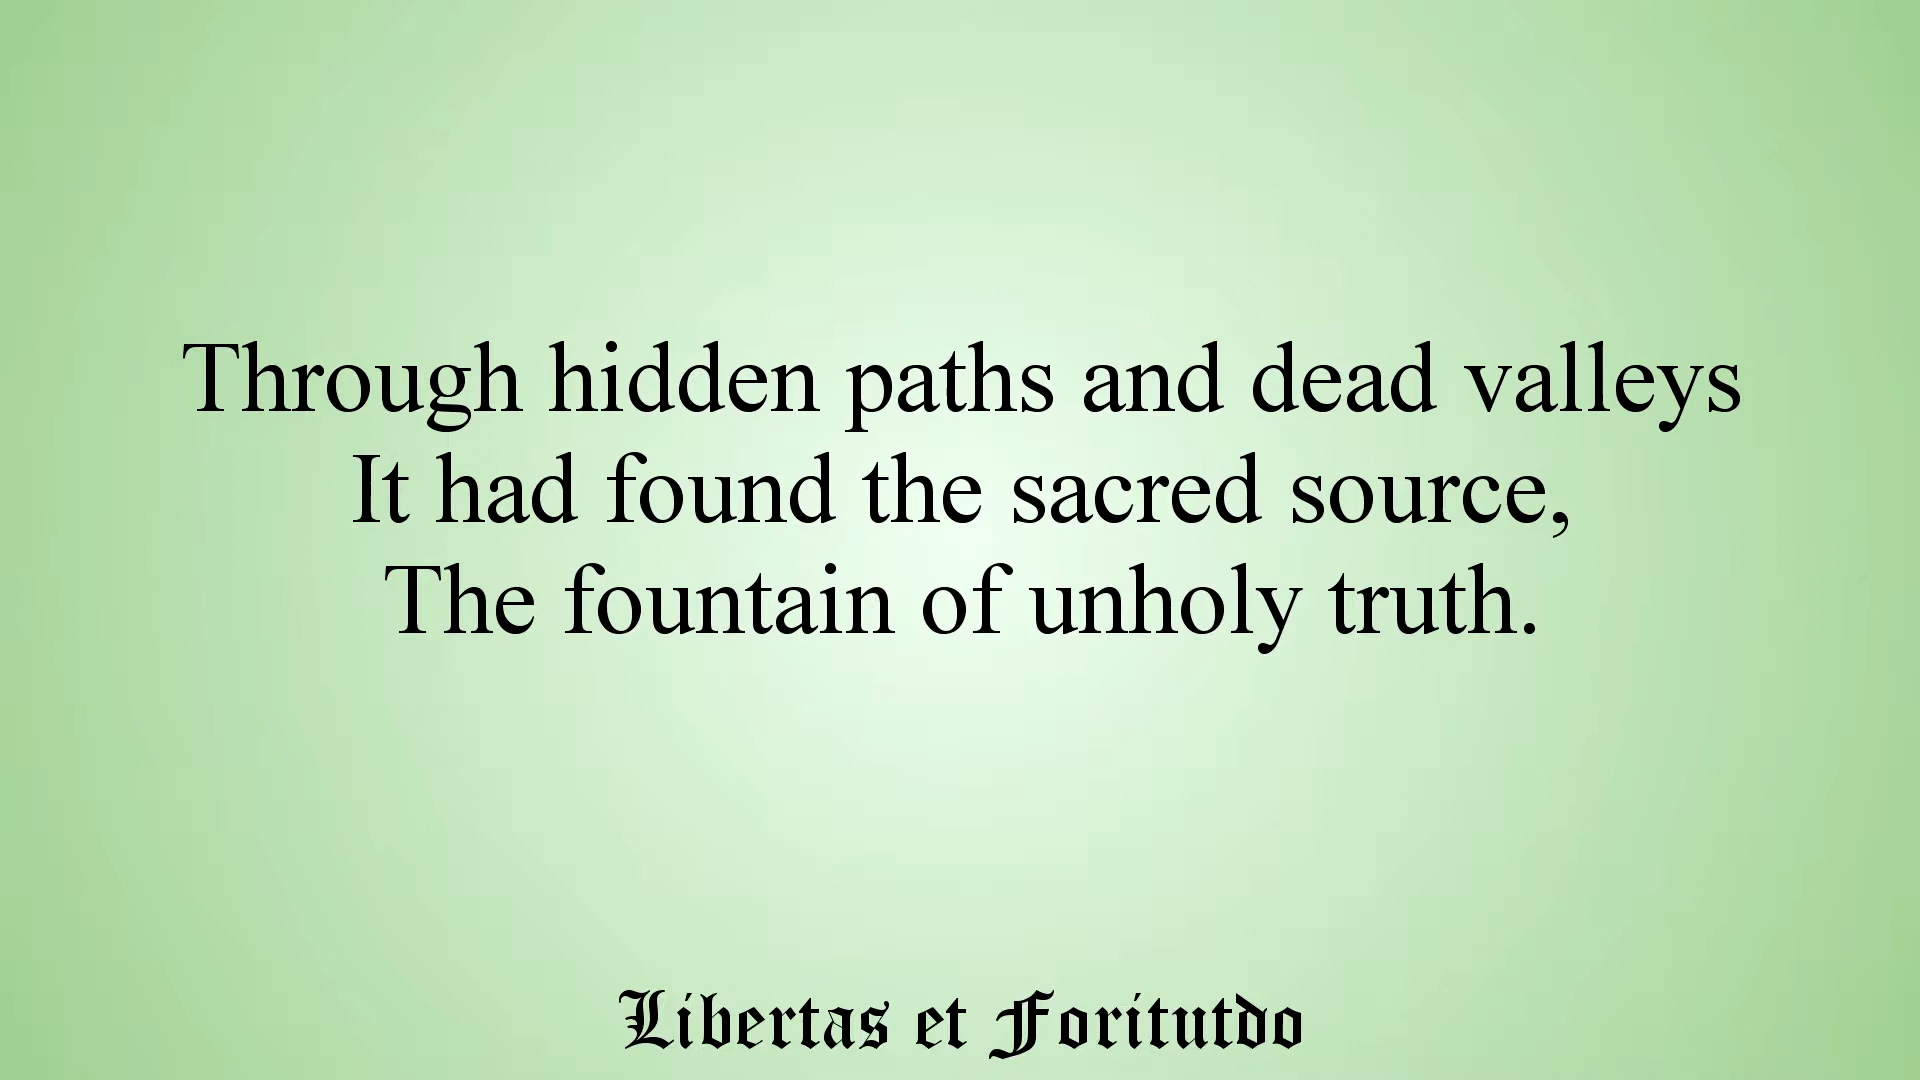 Through hidden paths and dead valleys
It had found the sacred source,
The fountain of unholy truth.
Libertas et Foritutdo